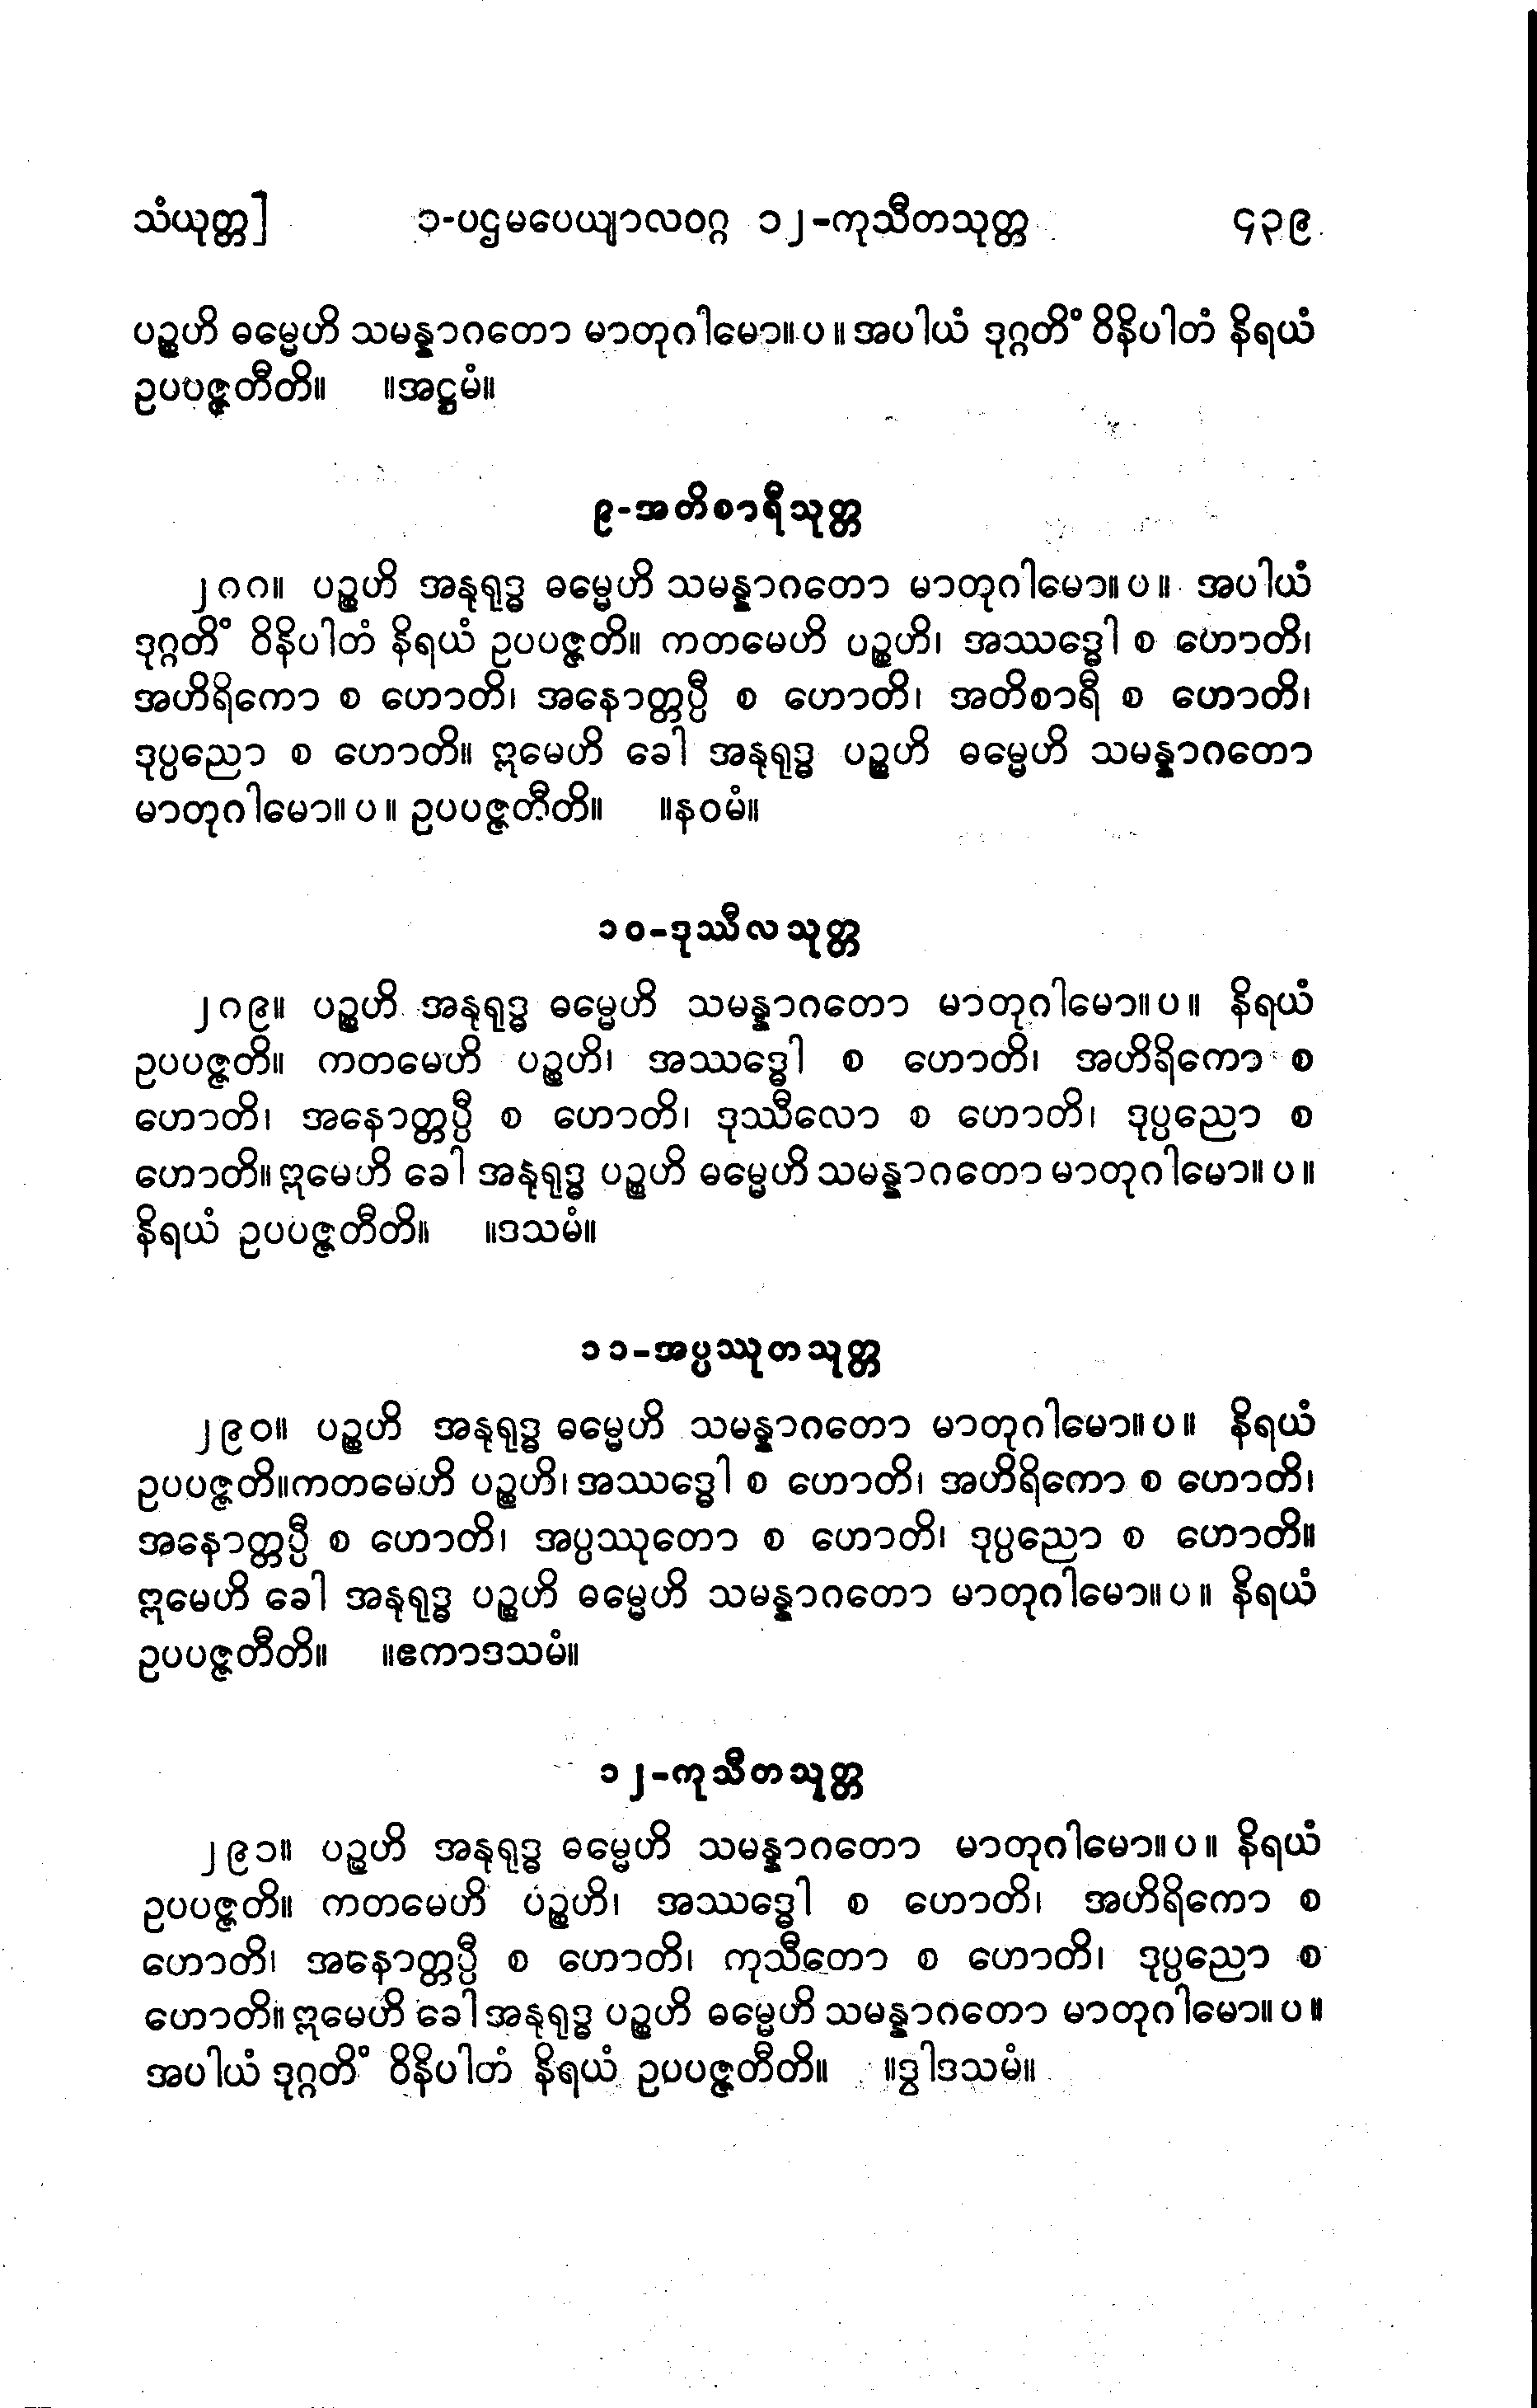 သံယုတ္တ] ၁-ပဌမပေယျာလဝဂ္ဂ ၁၂-ကုသီတသုတ္တ ၄၃၉
ပဉ္စဟိ ဓမ္မေဟိ သမန္နာဂတော မာတုဂါမော။ပ။ အပါယံ ဒုဂ္ဂတိံ ဝိနိပါတံ နိရယံ
ဥပပဇ္ဇတီတိ။ ။အဋ္ဌမံ။
၉-အတိစာရီသုတ္တ
၂၈၈။ ပဉ္စဟိ အနုရုဒ္ဓ ဓမ္မေဟိ သမန္နာဂတော မာတုဂါမော။ပ။ အပါယံ
ဒုဂ္ဂတိံ ဝိနိပါတံ နိရယံ ဥပပဇ္ဇတိ။ ကတမေဟိ ပဉ္စဟိ၊ အဿဒ္ဓေါ စ ဟောတိ၊
အဟိရိကော စ ဟောတိ၊ အနောတ္တပ္ပီ စ ဟောတိ၊ အတိစာရီ စ ဟောတိ၊
ဒုပ္ပညော စ ဟောတိ။ ဣမေဟိ ခေါ အနုရုဒ္ဓ ပဉ္စဟိ ဓမ္မေဟိ သမန္နာဂတော
မာတုဂါမော။ပ။ ဥပပဇ္ဇတီတိ။ ။နဝမံ။
၁၀-ဒုဿီလသုတ္တ
၂၈၉။ ပဉ္စဟိ အနုရုဒ္ဓ ဓမ္မေဟိ သမန္နာဂတော မာတုဂါမော။ပ။ နိရယံ
ဥပပဇ္ဇတိ။ ကတမေဟိ ပဉ္စဟိ၊ အဿဒ္ဓေါ စ ဟောတိ၊ အဟိရိကော စ
ဟောတိ၊ အနောတ္တပ္ပီ စ ဟောတိ၊ ဒုဿီလော စ ဟောတိ၊ ဒုပ္ပညော စ
ဟောတိ။ ဣမေဟိ ခေါ အနုရုဒ္ဓ ပဉ္စဟိ ဓမ္မေဟိ သမန္နာဂတော မာတုဂါမော။ပ။
နိရယံ ဥပပဇ္ဇတီတိ။ ။ဒသမံ။
၁၁-အပ္ပဿုတသုတ္တ
၂၉၀။ ပဉ္စဟိ အနုရုဒ္ဓ ဓမ္မေဟိ သမန္နာဂတော မာတုဂါမော။ပ။ နိရယံ
ဥပပဇ္ဇတိ။ကတမေဟိ ပဉ္စဟိ၊ အဿဒ္ဓေါ စ ဟောတိ၊ အဟိရိကော စ ဟောတိ၊
အနောတ္တပ္ပီ စ ဟောတိ၊ အပ္ပဿုတော စ ဟောတိ၊ ဒုပ္ပညော စ ဟောတိ။
ဣမေဟိ ခေါ အနုရုဒ္ဓ ပဉ္စဟိ ဓမ္မေဟိ သမန္နာဂတော မာတုဂါမော။ပ။ နိရယံ
ဥပပဇ္ဇတီတိ။ ။ဧကာဒသမံ။
၁၂-ကုသီတသုတ္တ
၂၉၁။ ပဉ္စဟိ အနုရုဒ္ဓ ဓမ္မေဟိ သမန္နာဂတော မာတုဂါမော။ပ။ နိရယံ
ဥပပဇ္ဇတိ။ ကတမေဟိ ပဉ္စဟိ၊ အဿဒ္ဓေါ စ ဟောတိ၊ အဟိရိကော စ
ဟောတိ၊ အနောတ္တပ္ပီ စ ဟောတိ၊ ကုသီတော စ ဟောတိ၊ ဒုပ္ပညော စ
ဟောတိ။ ဣမေဟိ ခေါ အနုရုဒ္ဓ ပဉ္စဟိ ဓမ္မေဟိ သမန္နာဂတော မာတုဂါမော။ပ။
အပါယံ ဒုဂ္ဂတိံ ဝိနိပါတံ နိရယံ ဥပပဇ္ဇတီတိ။ ။ဒွါဒသမံ။